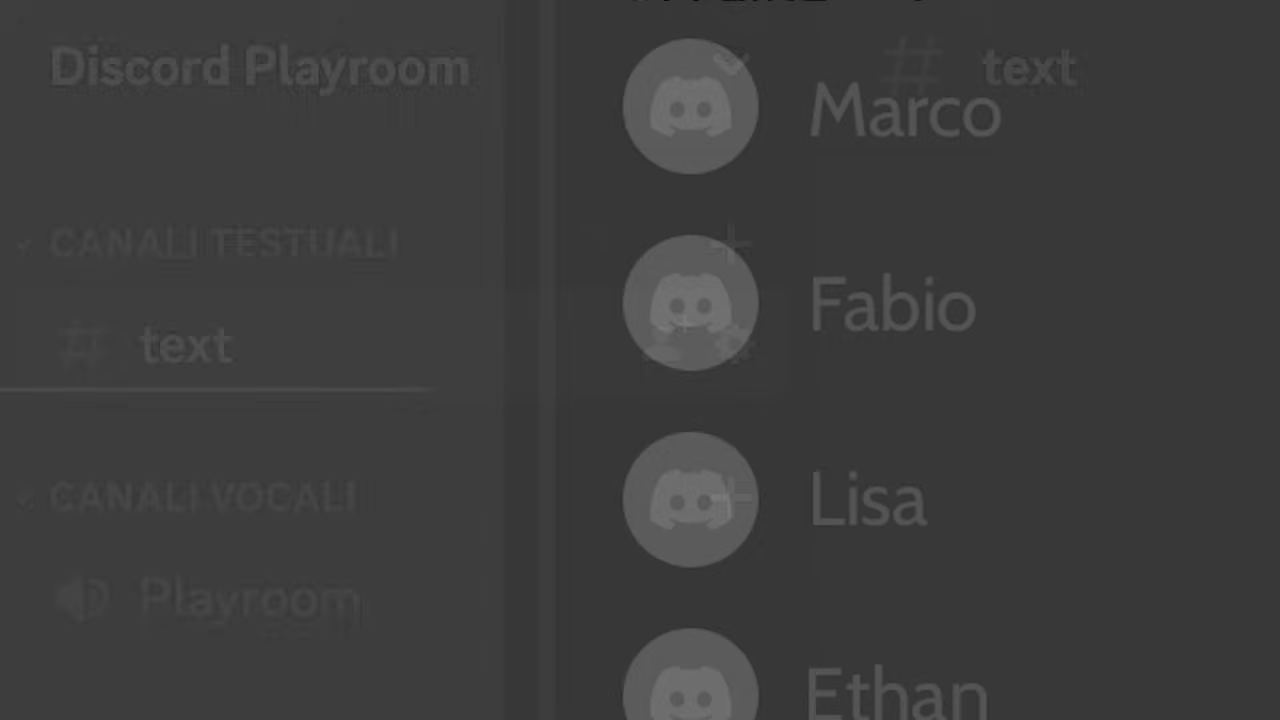 Discord Playroom
CANALI TESTUALI
# text
CANALI VOCALI
Playroom
# text
Marco
Fabio
Lisa
Ethan